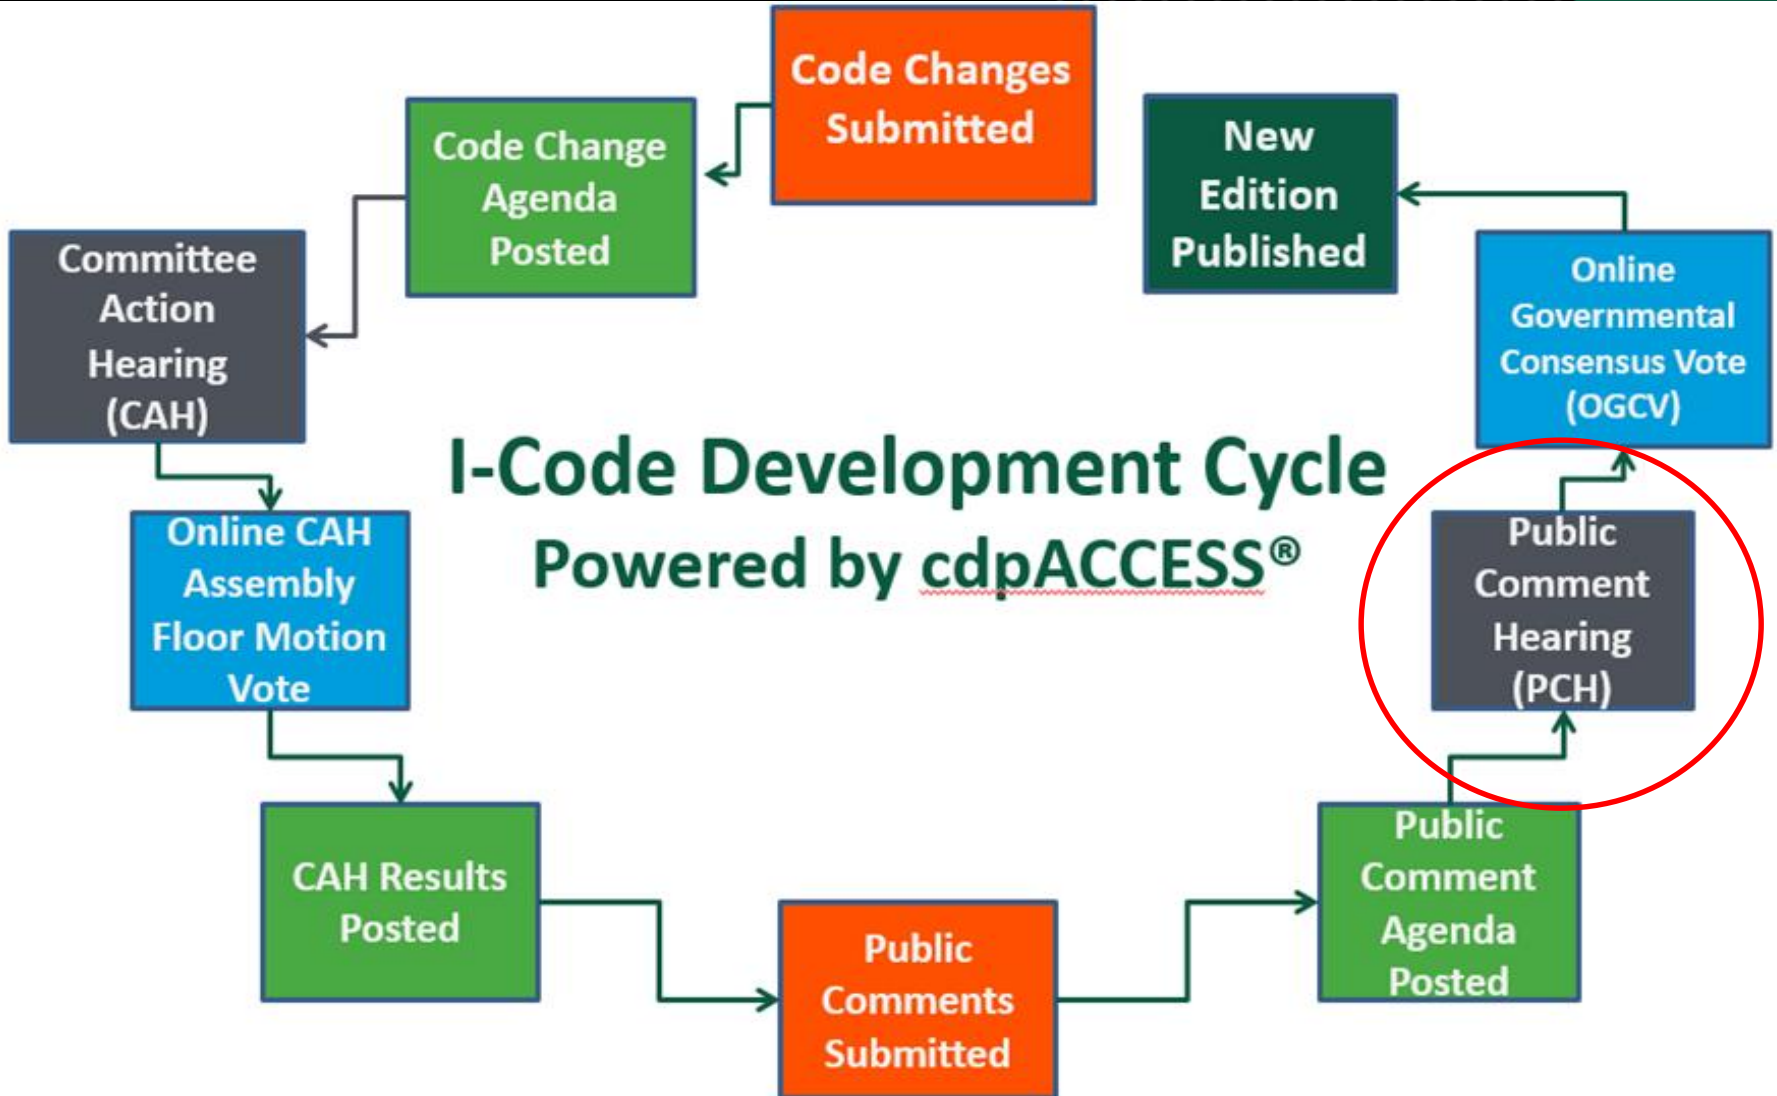 Code Changes
Submitted
Code Change
Agenda
Posted
Committee
Action
Hearing
(CAH)
Online CAH
Assembly
Floor Motion
Vote
CAH Results
Posted
Public
Comments
Submitted
Public
Comment
Agenda
Posted
Public
Comment
Hearing
(PCH)
Online
Governmental
Consensus Vote
(OGCV)
New
Edition
Published
I-Code Development Cycle
Powered by cdpACCESS®